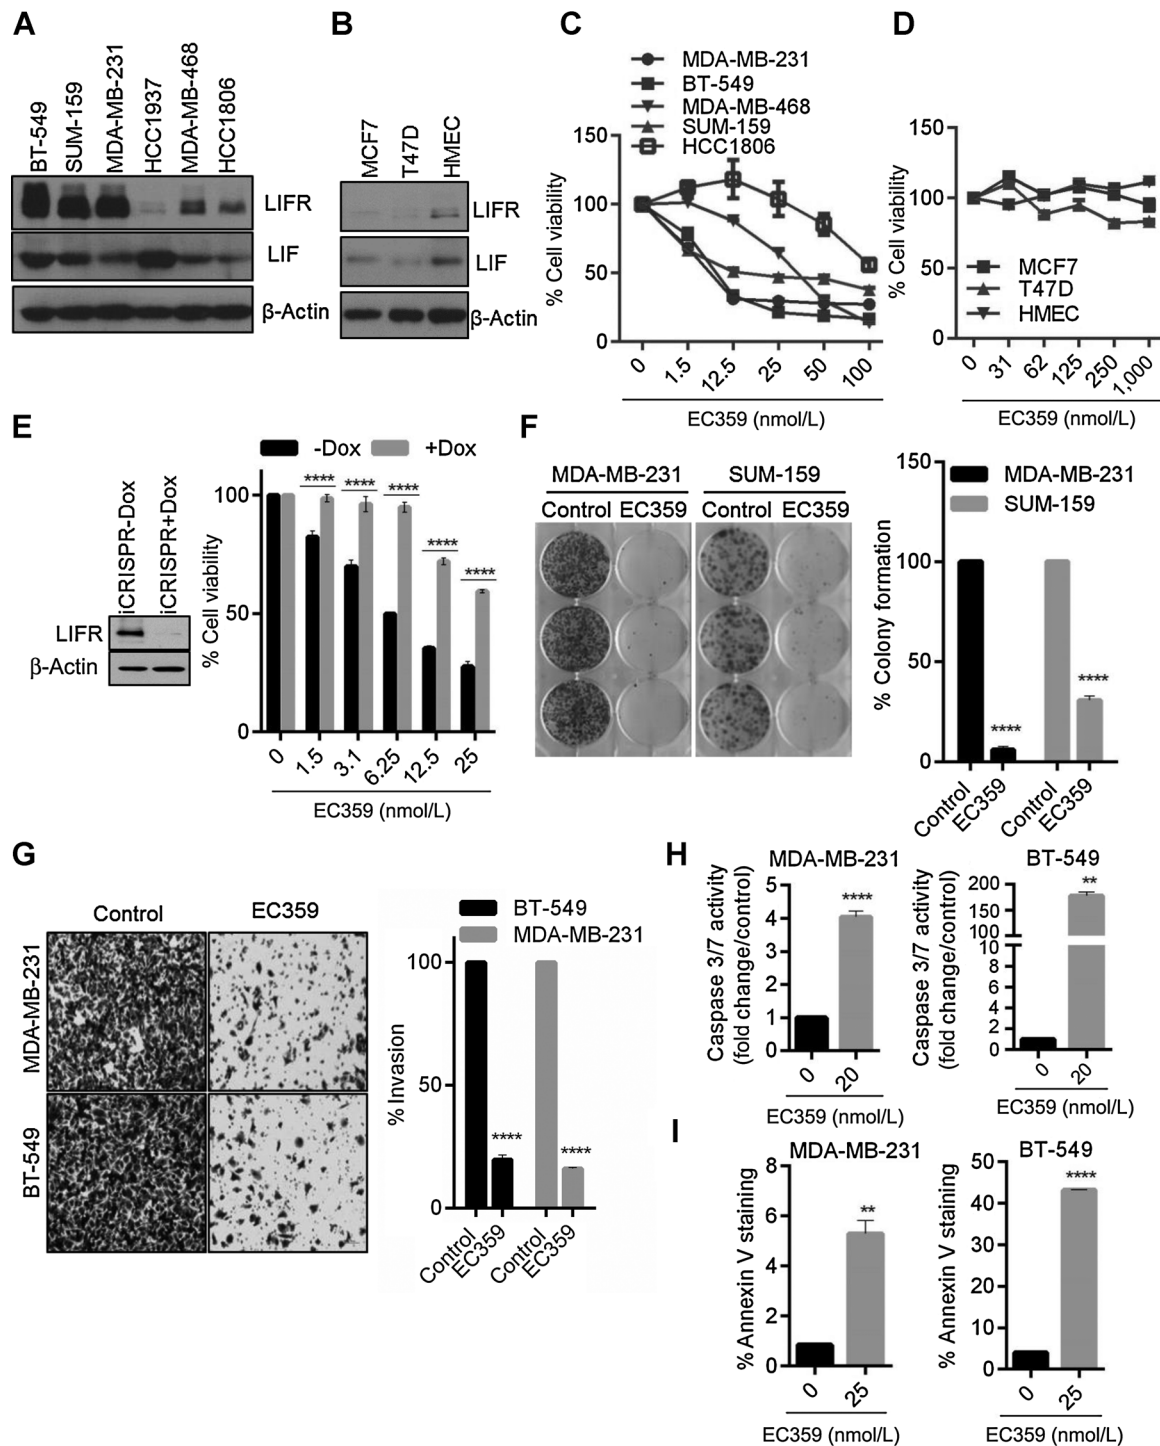 A
BT-549
SUM-159
MDA-MB-231
HCC1937
MDA-MB-468
HCC1806
LIFR
LIF
β-Actin
B
MCF7
T47D
HMEC
LIFR
LIF
β-Actin
C
MDA-MB-231
BT-549
MDA-MB-468
SUM-159
HCC1806
% Cell viability
150
100
50
0
0 1.5 12.5 25 50 100
EC359 (nmol/L)
D
% Cell viability
150
100
50
0
MCF7
T47D
HMEC
0 31 62 125 250 1,000
EC359 (nmol/L)
E
iCRISPR-Dox
iCRISPR+Dox
LIFR
β-Actin
-Dox +Dox
% Cell viability
100
50
0
**** **** **** **** ****
0 1.5 3.1 6.25 12.5 25
EC359 (nmol/L)
F
MDA-MB-231 SUM-159
Control EC359 Control EC359
% Colony formation
150
100
50
0
MDA-MB-231
SUM-159
**** ****
Control EC359 Control EC359
G
Control EC359
MDA-MB-231
BT-549
BT-549
MDA-MB-231
% Invasion
100
50
0
**** ****
Control EC359 Control EC359
H
MDA-MB-231
Caspase 3/7 activity
(fold change/control)
5
4
3
2
1
0
****
0 20
EC359 (nmol/L)
BT-549
Caspase 3/7 activity
(fold change/control)
200
150
100
10
8
6
4
2
0
**
0 20
EC359 (nmol/L)
I
MDA-MB-231
% Annexin V staining
8
6
4
2
0
**
0 25
EC359 (nmol/L)
BT-549
% Annexin V staining
50
40
30
20
10
0
****
0 25
EC359 (nmol/L)